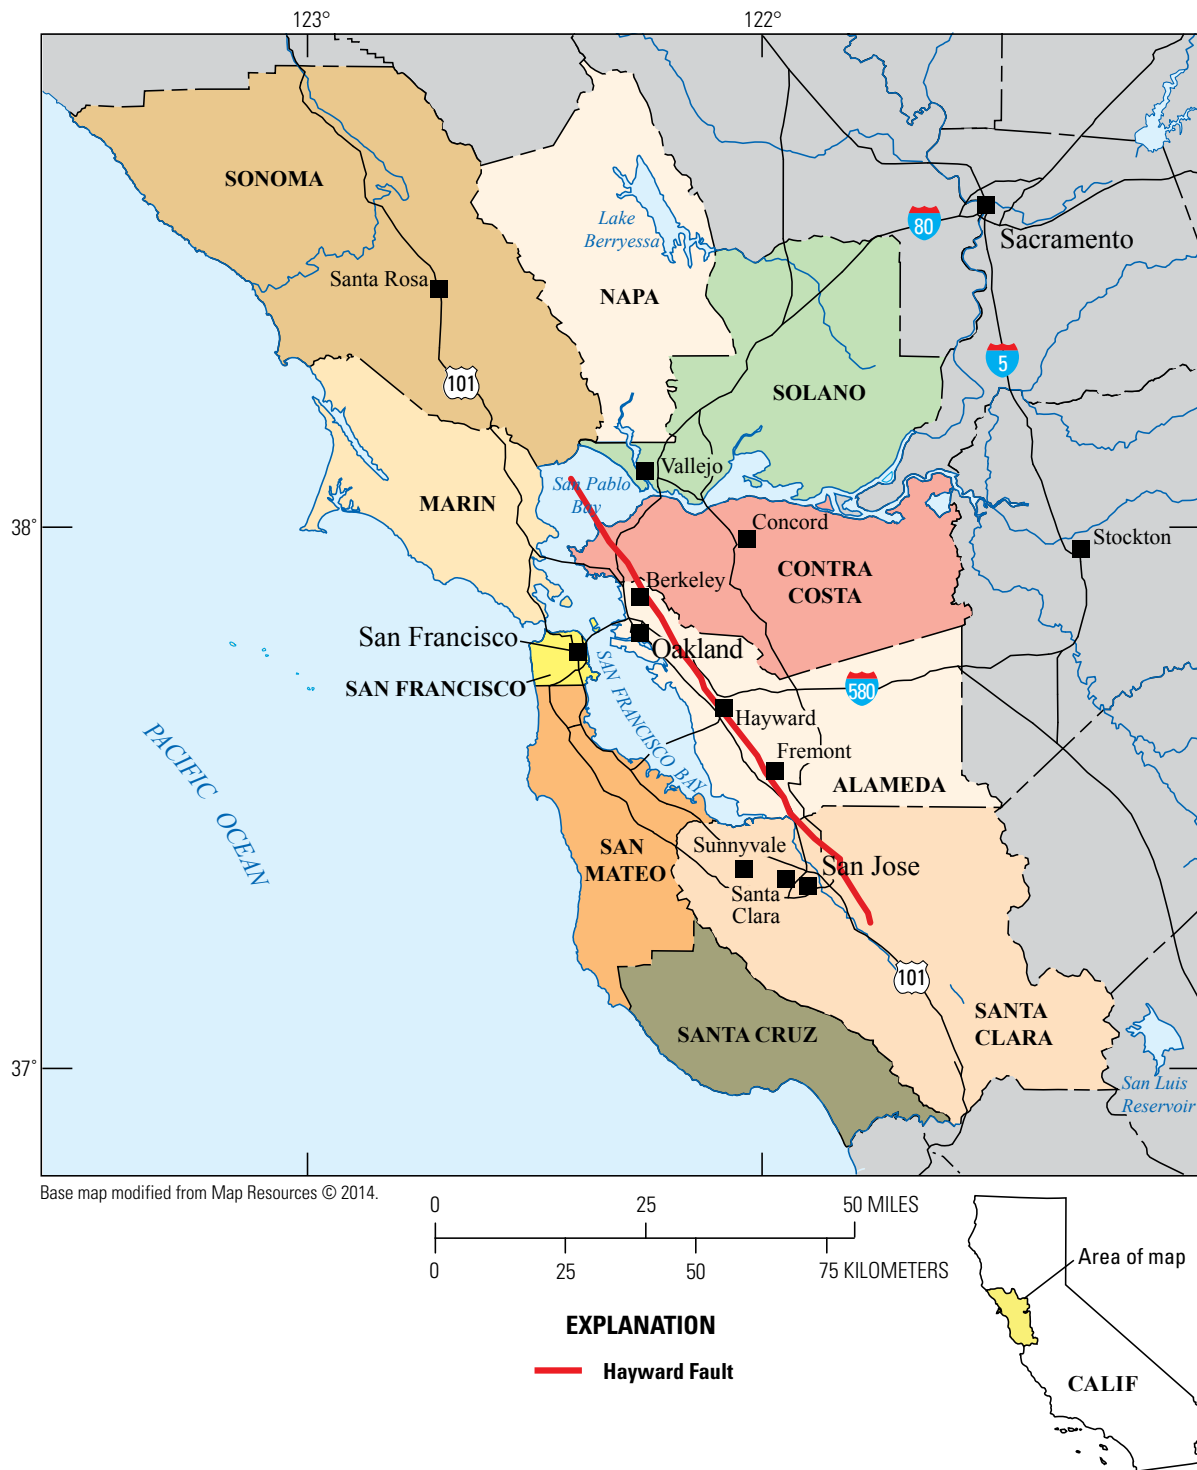 123°
122°
SONOMA
Lake
Berryessa
80
Sacramento
Santa Rosa
NAPA
5
101
SOLANO
Vallejo
San Pablo
Bay
MARIN
38°
Concord
Stockton
CONTRA
COSTA
Berkeley
San Francisco
Oakland
SAN FRANCISCO
580
SAN FRANCISCO BAY
Hayward
PACIFIC OCEAN
Fremont
ALAMEDA
SAN
MATEO
Sunnyvale
San Jose
Santa
Clara
101
SANTA
CLARA
SANTA CRUZ
37°
San Luis
Reservoir
Base map modified from Map Resources © 2014.
0 25 50 MILES
0 25 50 75 KILOMETERS
Area of map
EXPLANATION
Hayward Fault
CALIF